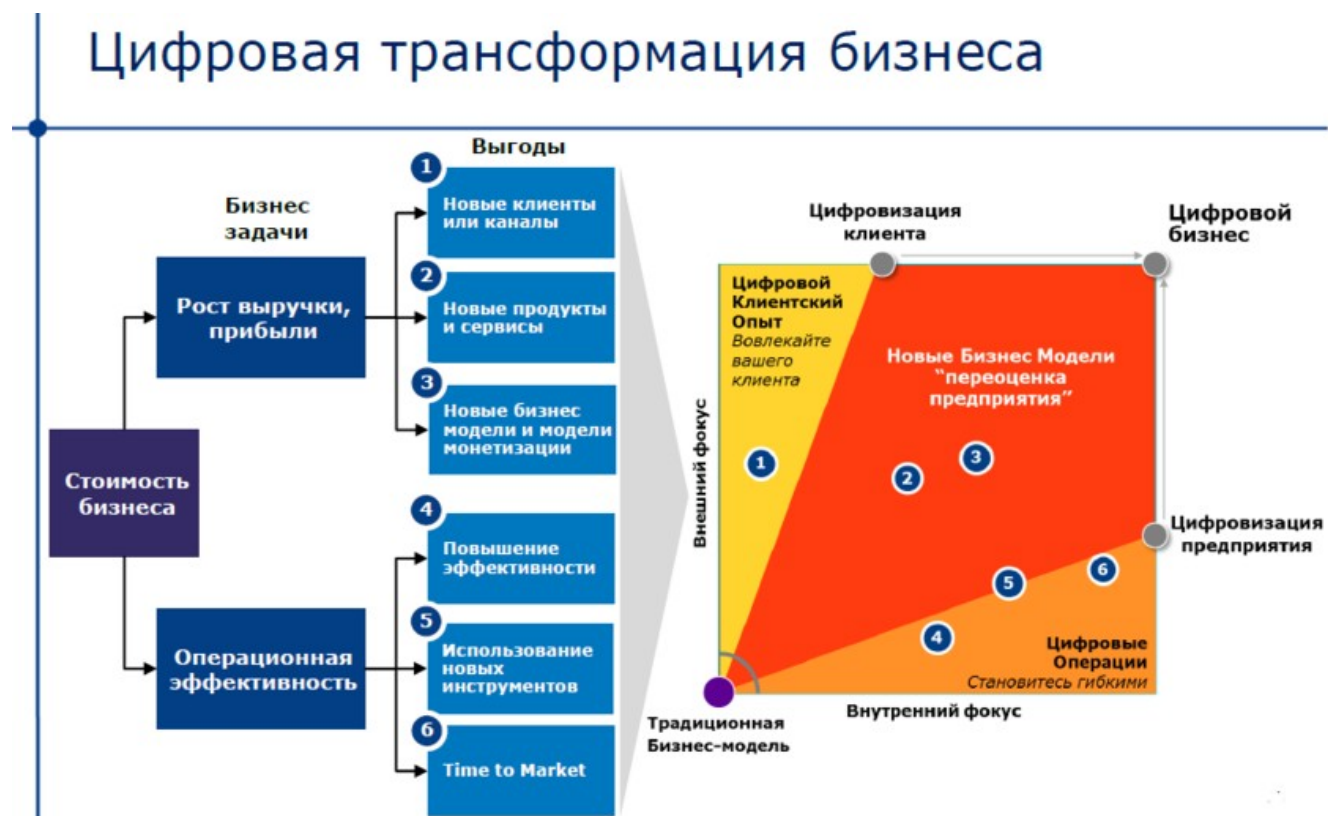 Цифровая трансформация бизнеса
Бизнес
задачи
Выгоды
Стоимость
бизнеса
Рост выручки,
прибыли
Операционная
эффективность
1
Новые клиенты
или каналы
2
Новые продукты
и сервисы
3
Новые бизнес
модели и модели
монетизации
4
Повышение
эффективности
5
Использование
новых
инструментов
6
Time to Market
Цифровизация
клиента
Цифровой
бизнес
Цифровой
Клиентский
Опыт
Вовлекайте
вашего
клиента
Новые Бизнес Модели
“переоценка
предприятия”
Внешний фокус
1
2
3
Цифровизация
предприятия
5
6
4
Цифровые
Операции
Становитесь гибкими
Внутренний фокус
Традиционная
Бизнес-модель